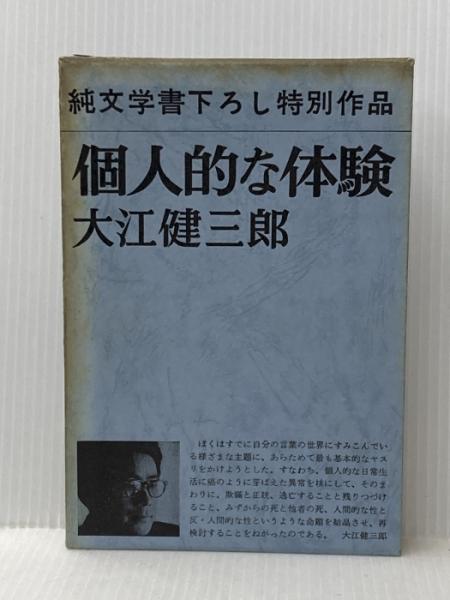 純文学書下ろし特別作品
個人的な体験
大江健三郎
ぼくはすでに自分の言葉の世界にすみこんでい
る様ざまな主題に、あらためて最も基本的なヤス
リをかけようとした。すなわち、個人的な日常生
活に癌のように芽ばえた異常を核にして、そのま
わりに、欺瞞と正統、逃亡することと残りつづけ
ること、みずからの死と他者の死、人間的な性と
反・人間的な性というような命題を結晶させ、再
検討することをねがったのである。 大江健三郎